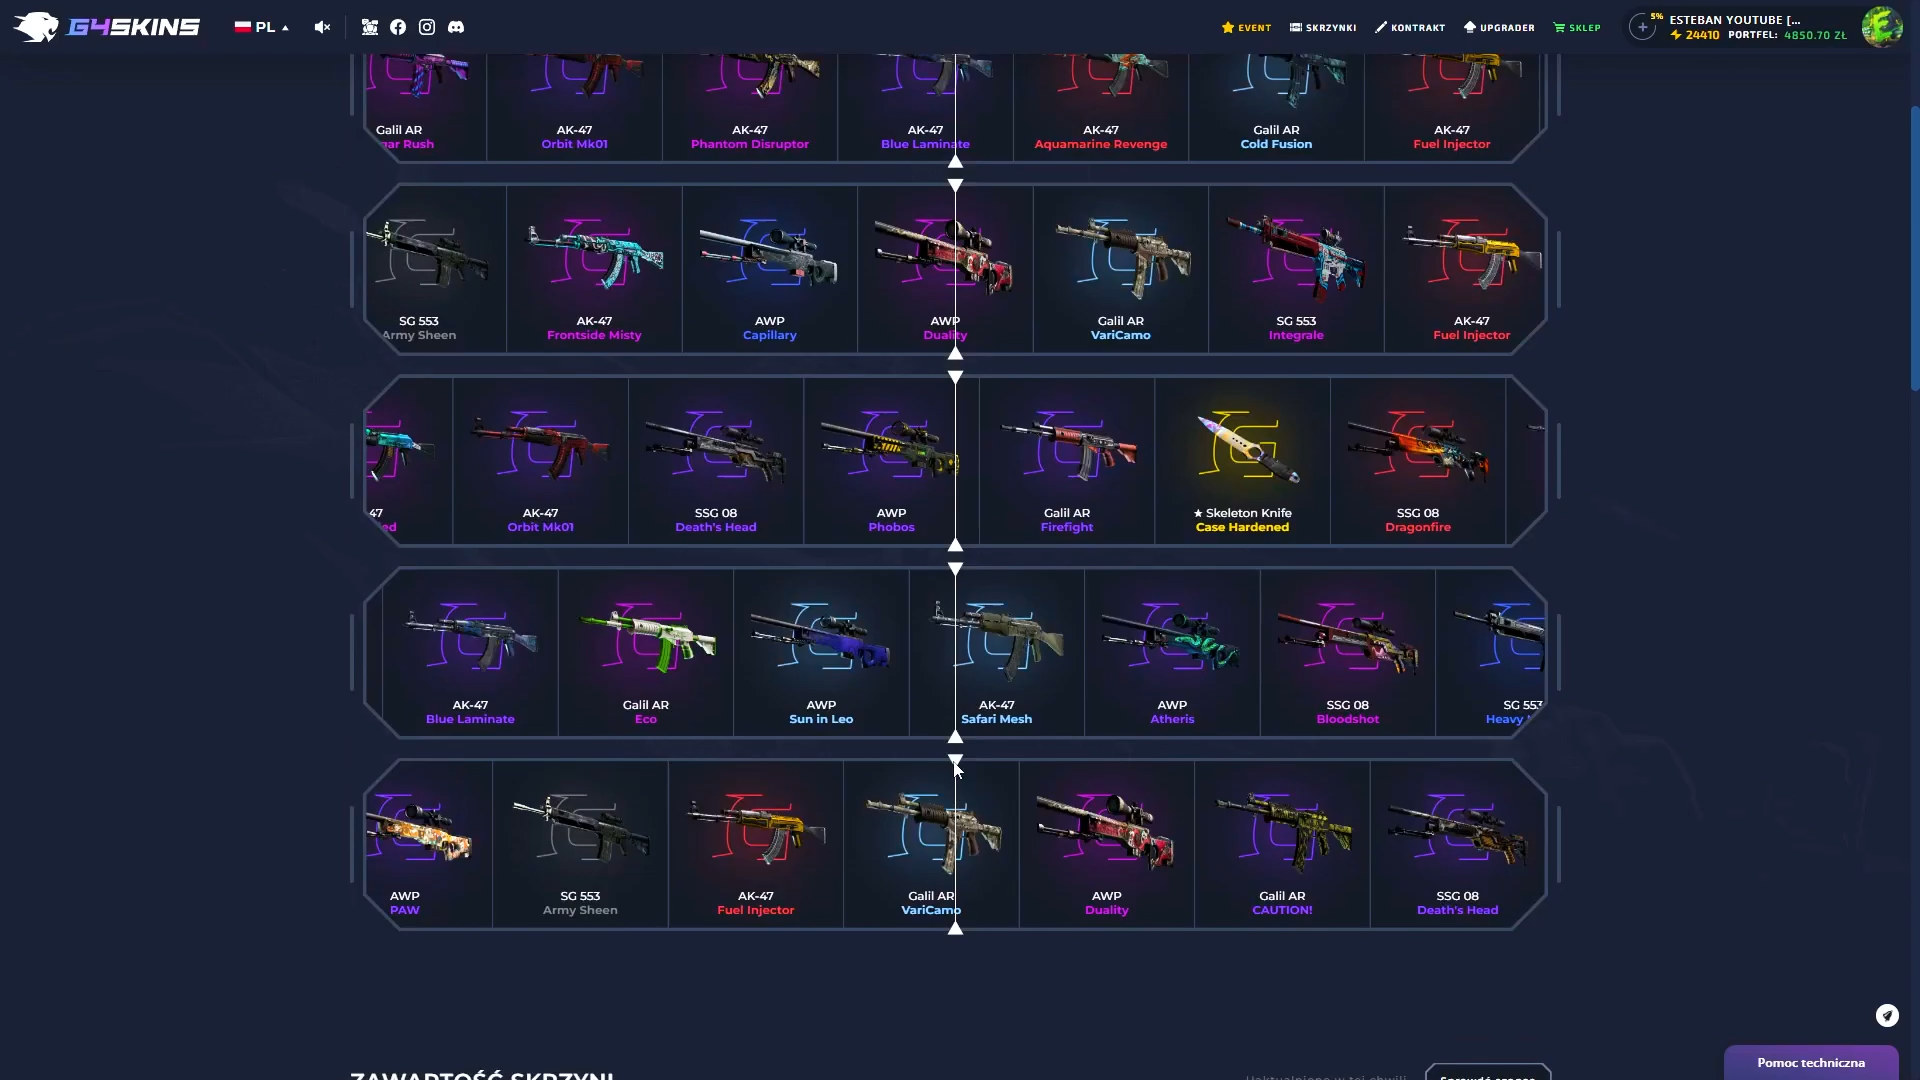 G4SKINS
PL
EVENT
SKRZYNKI
KONTRAKT
UPGRADER
SKLEP
5%
ESTEBAN YOUTUBE [...
24410 PORTFEL: 4850.70 ZŁ
Galil AR
gar Rush
AK-47
Orbit Mk01
AK-47
Phantom Disruptor
AK-47
Blue Laminate
AK-47
Aquamarine Revenge
Galil AR
Cold Fusion
AK-47
Fuel Injector
SG 553
Army Sheen
AK-47
Frontside Misty
AWP
Capillary
AWP
Duality
Galil AR
VariCamo
SG 553
Integrale
AK-47
Fuel Injector
47
ed
AK-47
Orbit Mk01
SSG 08
Death's Head
AWP
Phobos
Galil AR
Firefight
★ Skeleton Knife
Case Hardened
SSG 08
Dragonfire
AK-47
Blue Laminate
Galil AR
Eco
AWP
Sun in Leo
AK-47
Safari Mesh
AWP
Atheris
SSG 08
Bloodshot
SG 553
Heavy
AWP
PAW
SG 553
Army Sheen
AK-47
Fuel Injector
Galil AR
VariCamo
AWP
Duality
Galil AR
CAUTION!
SSG 08
Death's Head
ZAWARTOŚĆ SKRZYNI
Uaktualnione w tej chwili
Pomoc techniczna